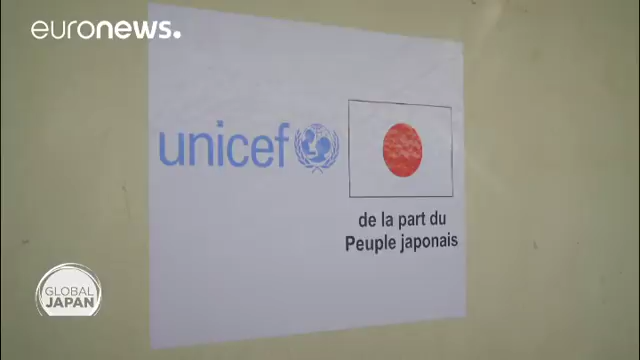 euronews.
unicef
de la part du
Peuple japonais
GLOBAL
JAPAN